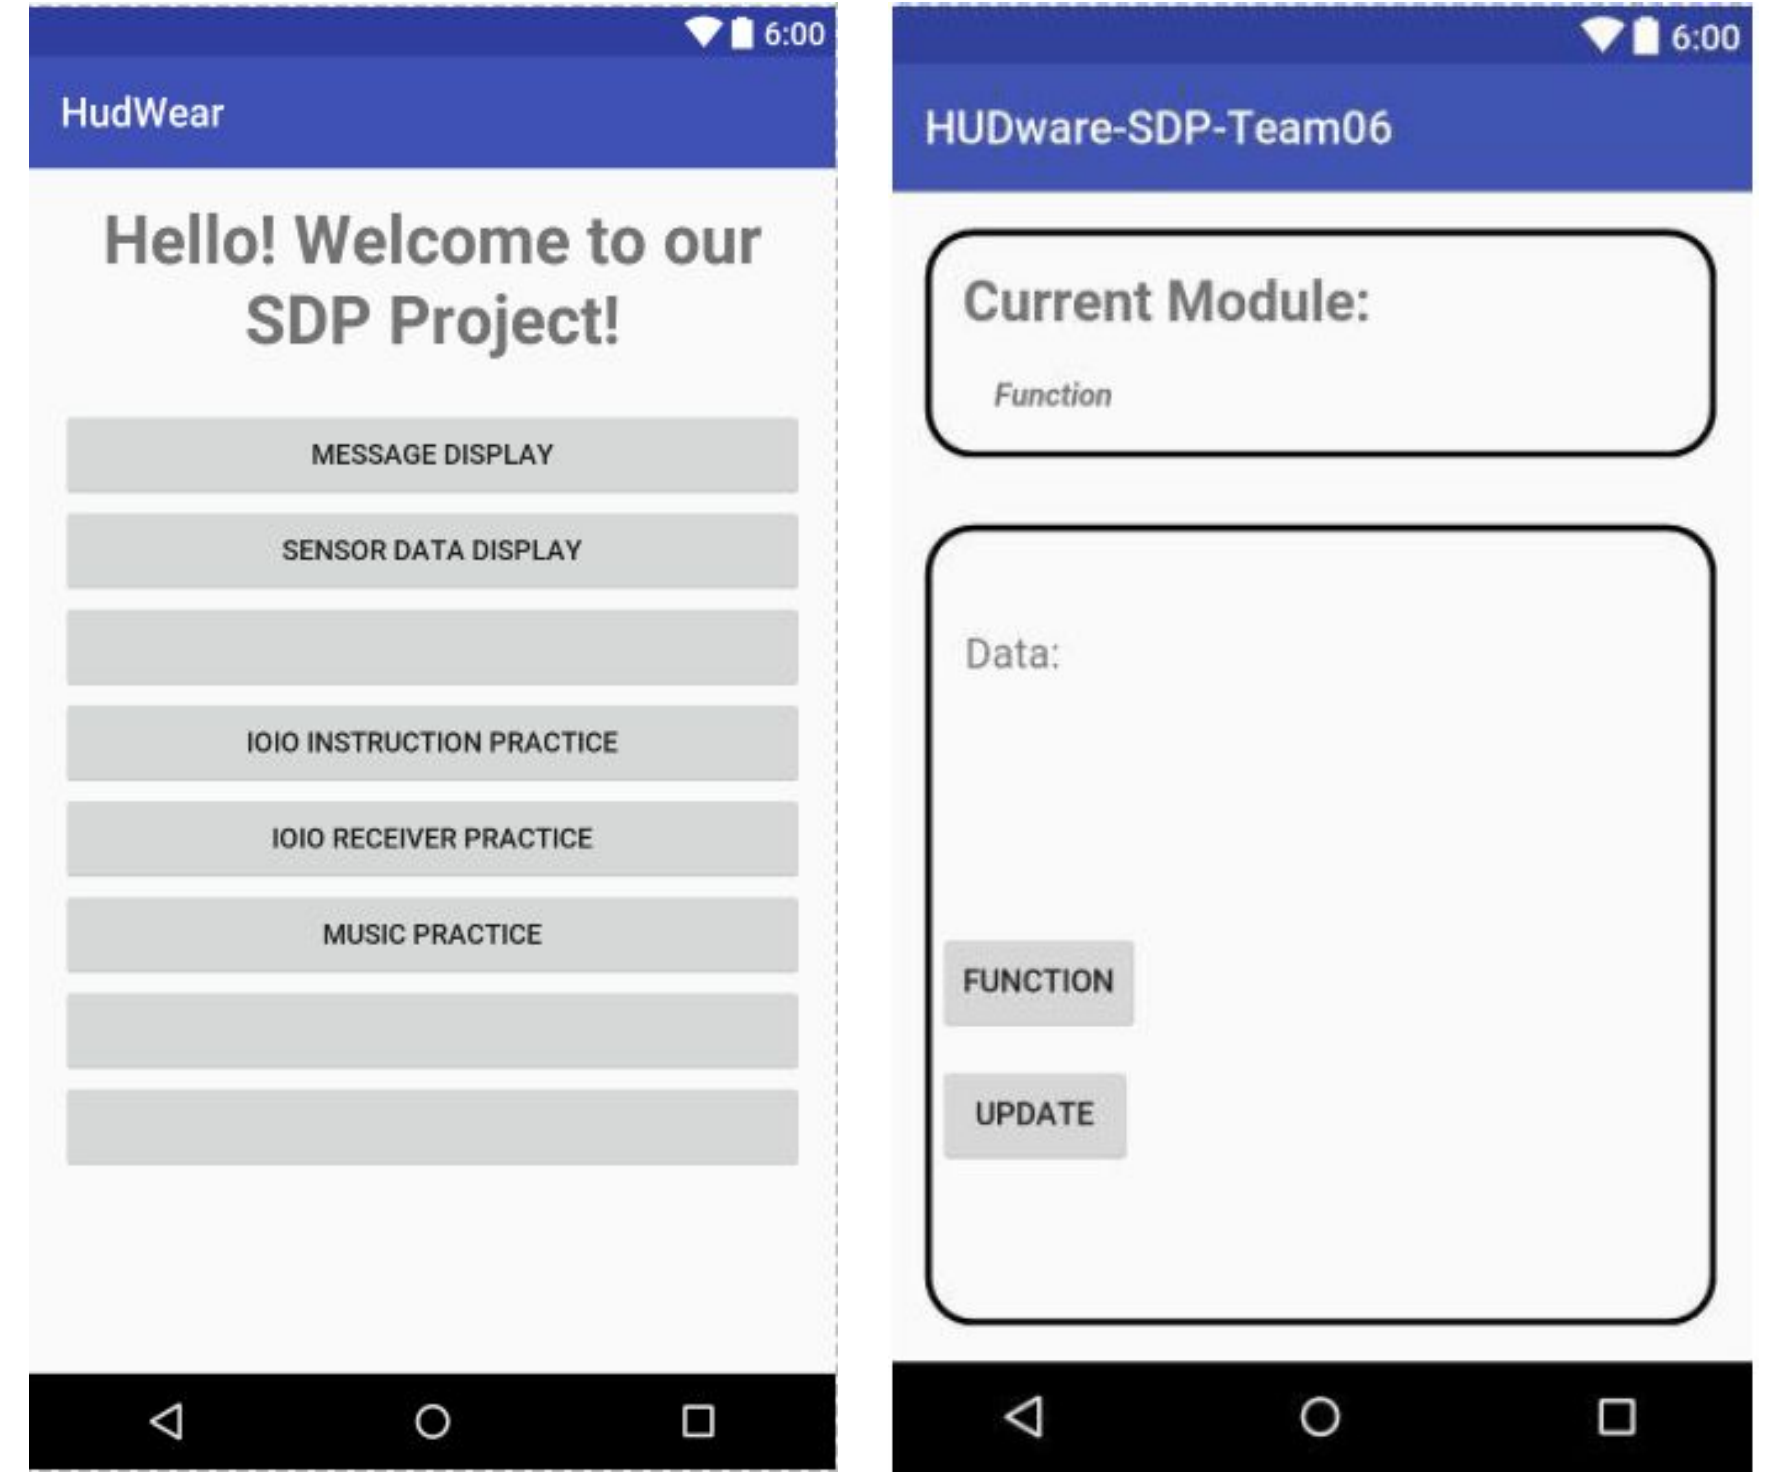 6:00
HudWear
Hello! Welcome to our
SDP Project!
MESSAGE DISPLAY
SENSOR DATA DISPLAY
IOIO INSTRUCTION PRACTICE
IOIO RECEIVER PRACTICE
MUSIC PRACTICE
6:00
HUDware-SDP-Team06
Current Module:
Function
Data:
FUNCTION
UPDATE